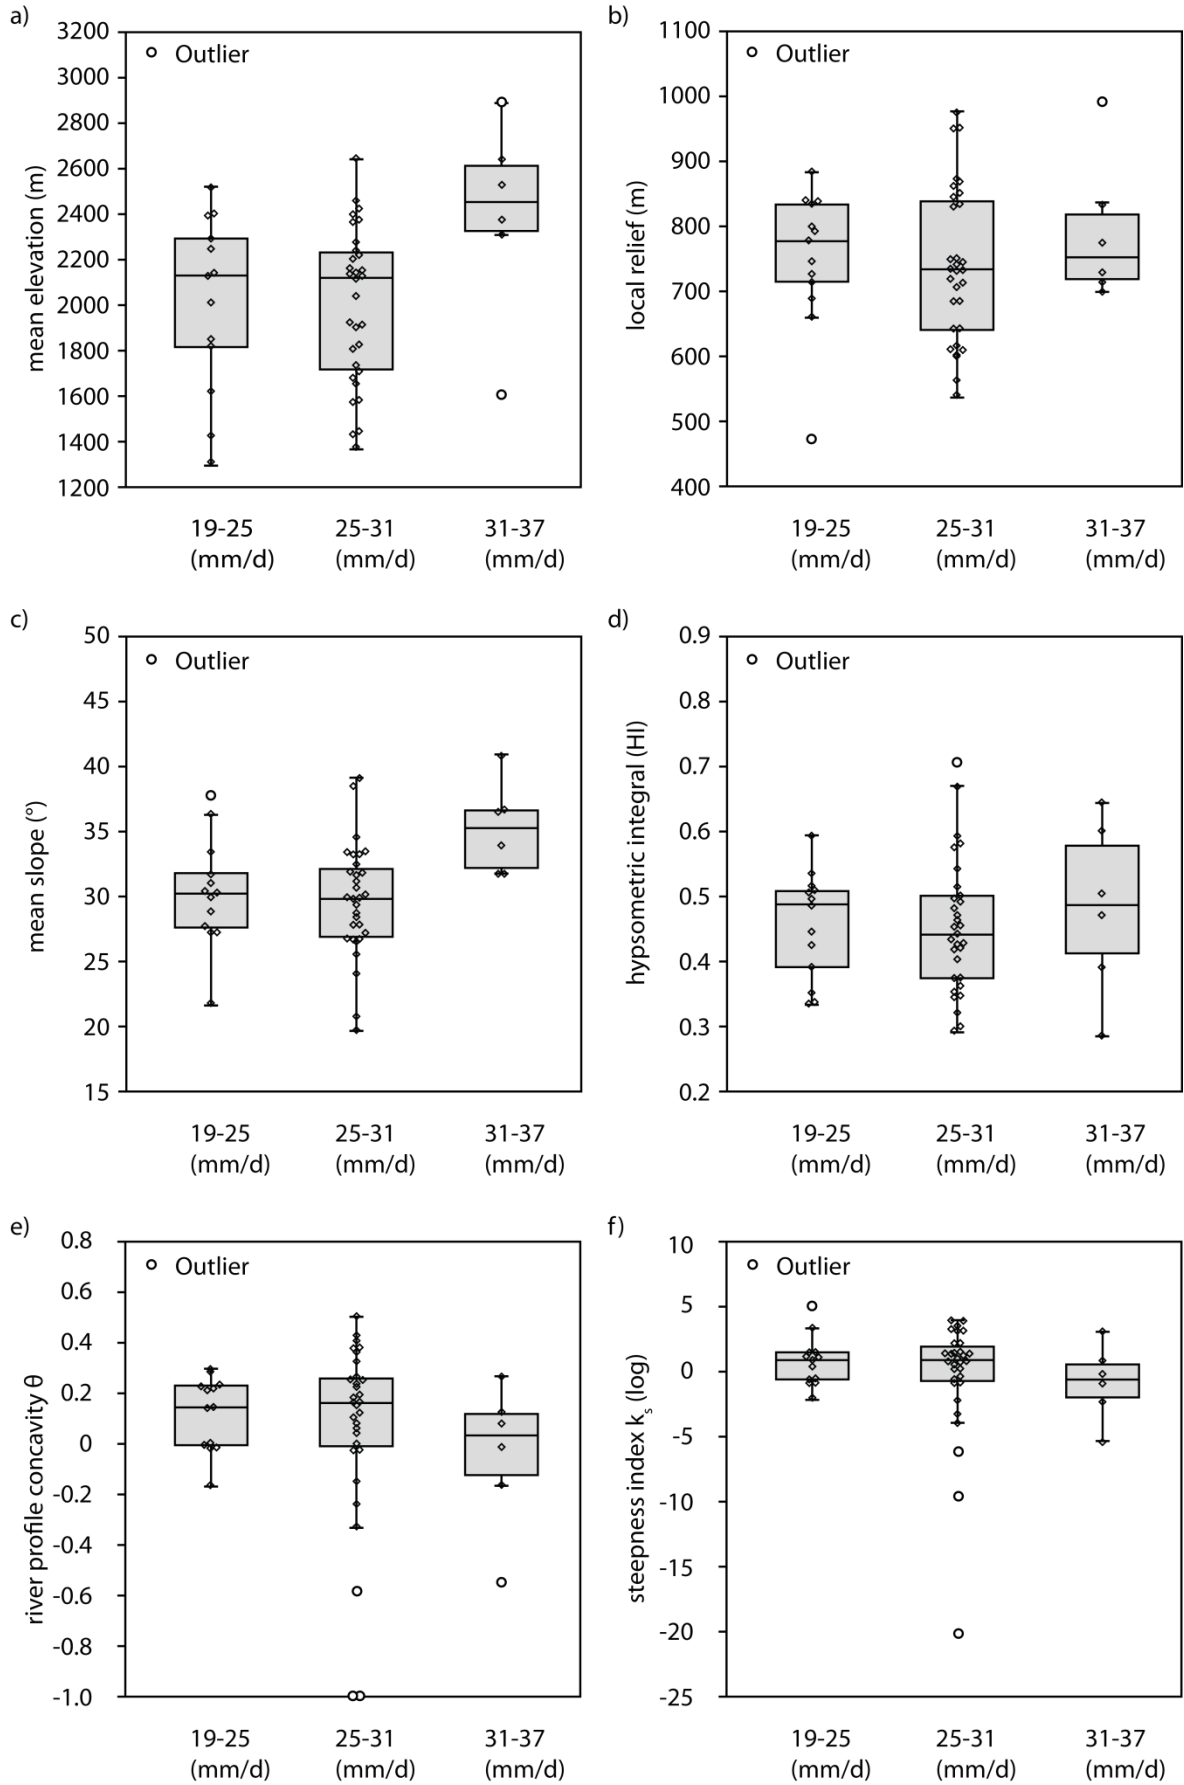 a)
3200
3000
2800
2600
2400
2200
2000
1800
1600
1400
1200
mean elevation (m)
Outlier
19-25 25-31 31-37
(mm/d) (mm/d) (mm/d)
b)
1100
1000
900
800
700
600
500
400
local relief (m)
Outlier
19-25 25-31 31-37
(mm/d) (mm/d) (mm/d)
c)
50
45
40
35
30
25
20
15
mean slope (°)
Outlier
19-25 25-31 31-37
(mm/d) (mm/d) (mm/d)
d)
0.9
0.8
0.7
0.6
0.5
0.4
0.3
0.2
hypsometric integral (HI)
Outlier
19-25 25-31 31-37
(mm/d) (mm/d) (mm/d)
e)
0.8
0.6
0.4
0.2
0
-0.2
-0.4
-0.6
-0.8
-1.0
river profile concavity θ
Outlier
19-25 25-31 31-37
(mm/d) (mm/d) (mm/d)
f)
10
5
0
-5
-10
-15
-20
-25
steepness index ks (log)
Outlier
19-25 25-31 31-37
(mm/d) (mm/d) (mm/d)